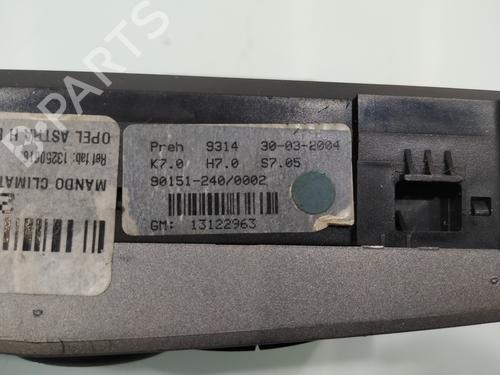 Preh 9314 30-03-2004
K7.0 H7.0 S7.05
90151-240/0002
GM: 13122963
MANDO CLIMAT
OPEL ASTRA H
B-PARTS